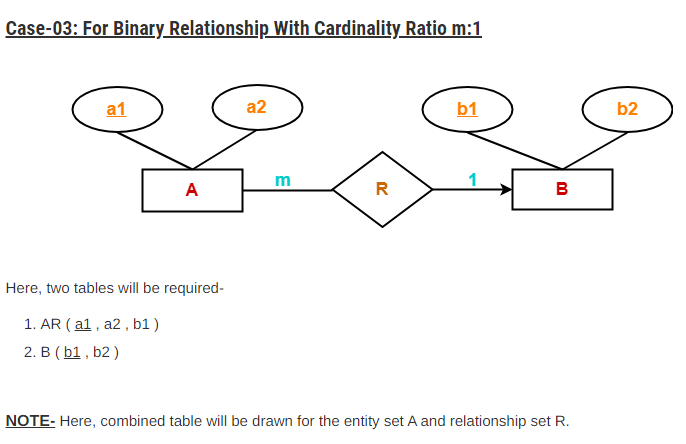 Case-03: For Binary Relationship With Cardinality Ratio m:1
a1 a2 b1 b2
A m R 1 B
Here, two tables will be required-
1. AR ( a1 , a2 , b1 )
2. B ( b1 , b2 )
NOTE- Here, combined table will be drawn for the entity set A and relationship set R.